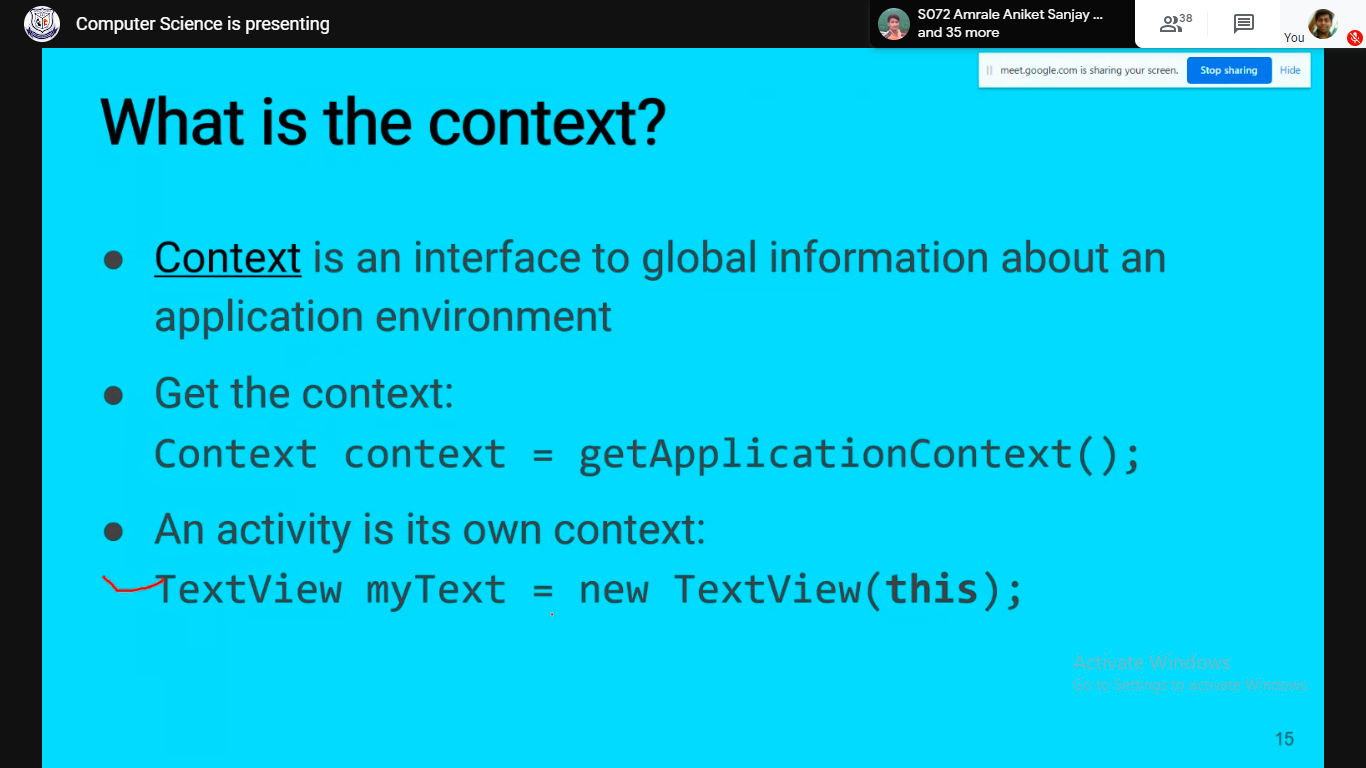 Computer Science is presenting
S072 Amrale Aniket Sanjay ...
and 35 more
38
You
meet.google.com is sharing your screen.
Stop sharing
Hide
What is the context?
● Context is an interface to global information about an
application environment
● Get the context:
Context context = getApplicationContext();
● An activity is its own context:
TextView myText = new TextView(this);
Activate Windows
Go to Settings to activate Windows.
15